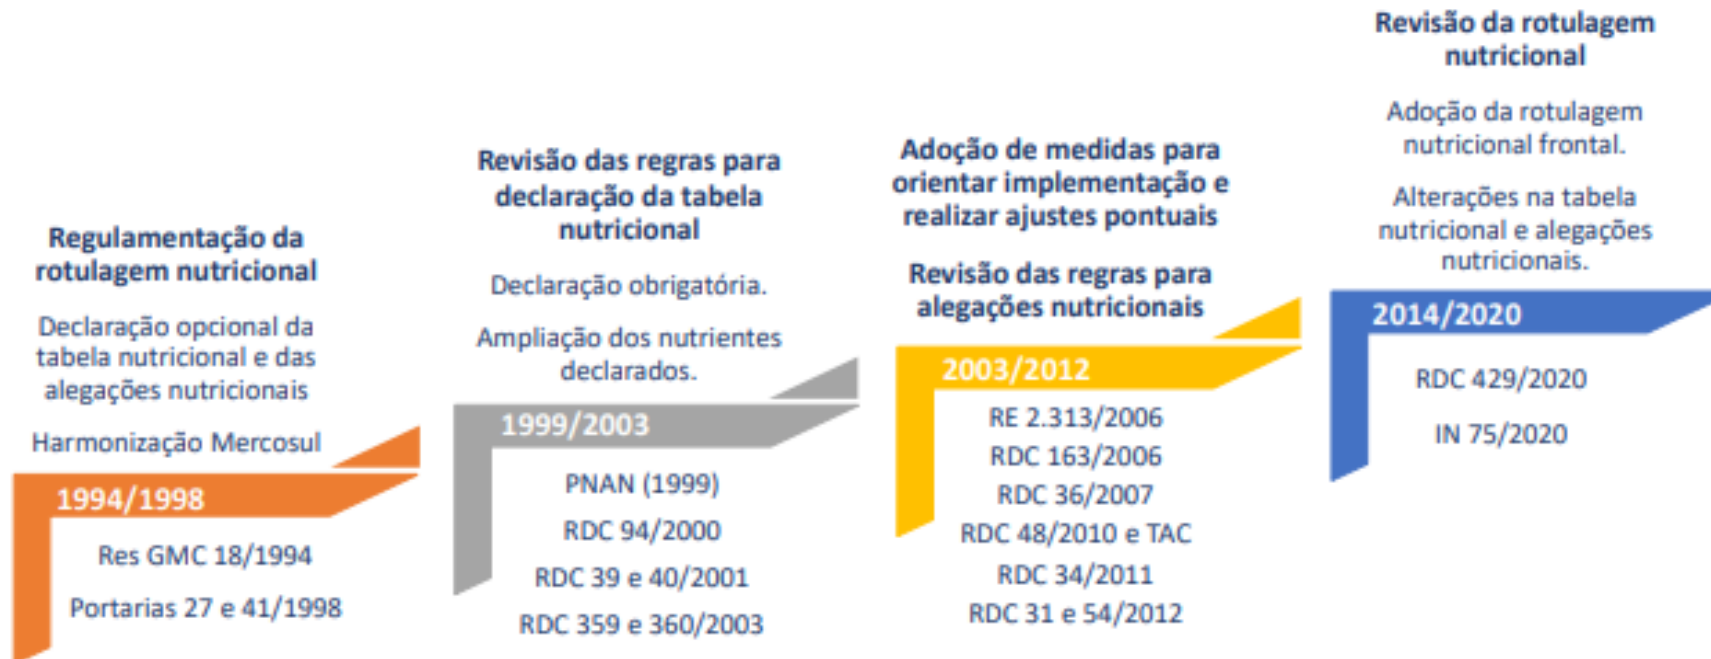 Regulamentação da
rotulagem nutricional
Declaração opcional da
tabela nutricional e das
alegações nutricionais
Harmonização Mercosul
1994/1998
Res GMC 18/1994
Portarias 27 e 41/1998
Revisão das regras para
declaração da tabela
nutricional
Declaração obrigatória.
Ampliação dos nutrientes
declarados.
1999/2003
PNAN (1999)
RDC 94/2000
RDC 39 e 40/2001
RDC 359 e 360/2003
Adoção de medidas para
orientar implementação e
realizar ajustes pontuais
Revisão das regras para
alegações nutricionais
2003/2012
RE 2.313/2006
RDC 163/2006
RDC 36/2007
RDC 48/2010 e TAC
RDC 34/2011
RDC 31 e 54/2012
Revisão da rotulagem
nutricional
Adoção da rotulagem
nutricional frontal.
Alterações na tabela
nutricional e alegações
nutricionais.
2014/2020
RDC 429/2020
IN 75/2020